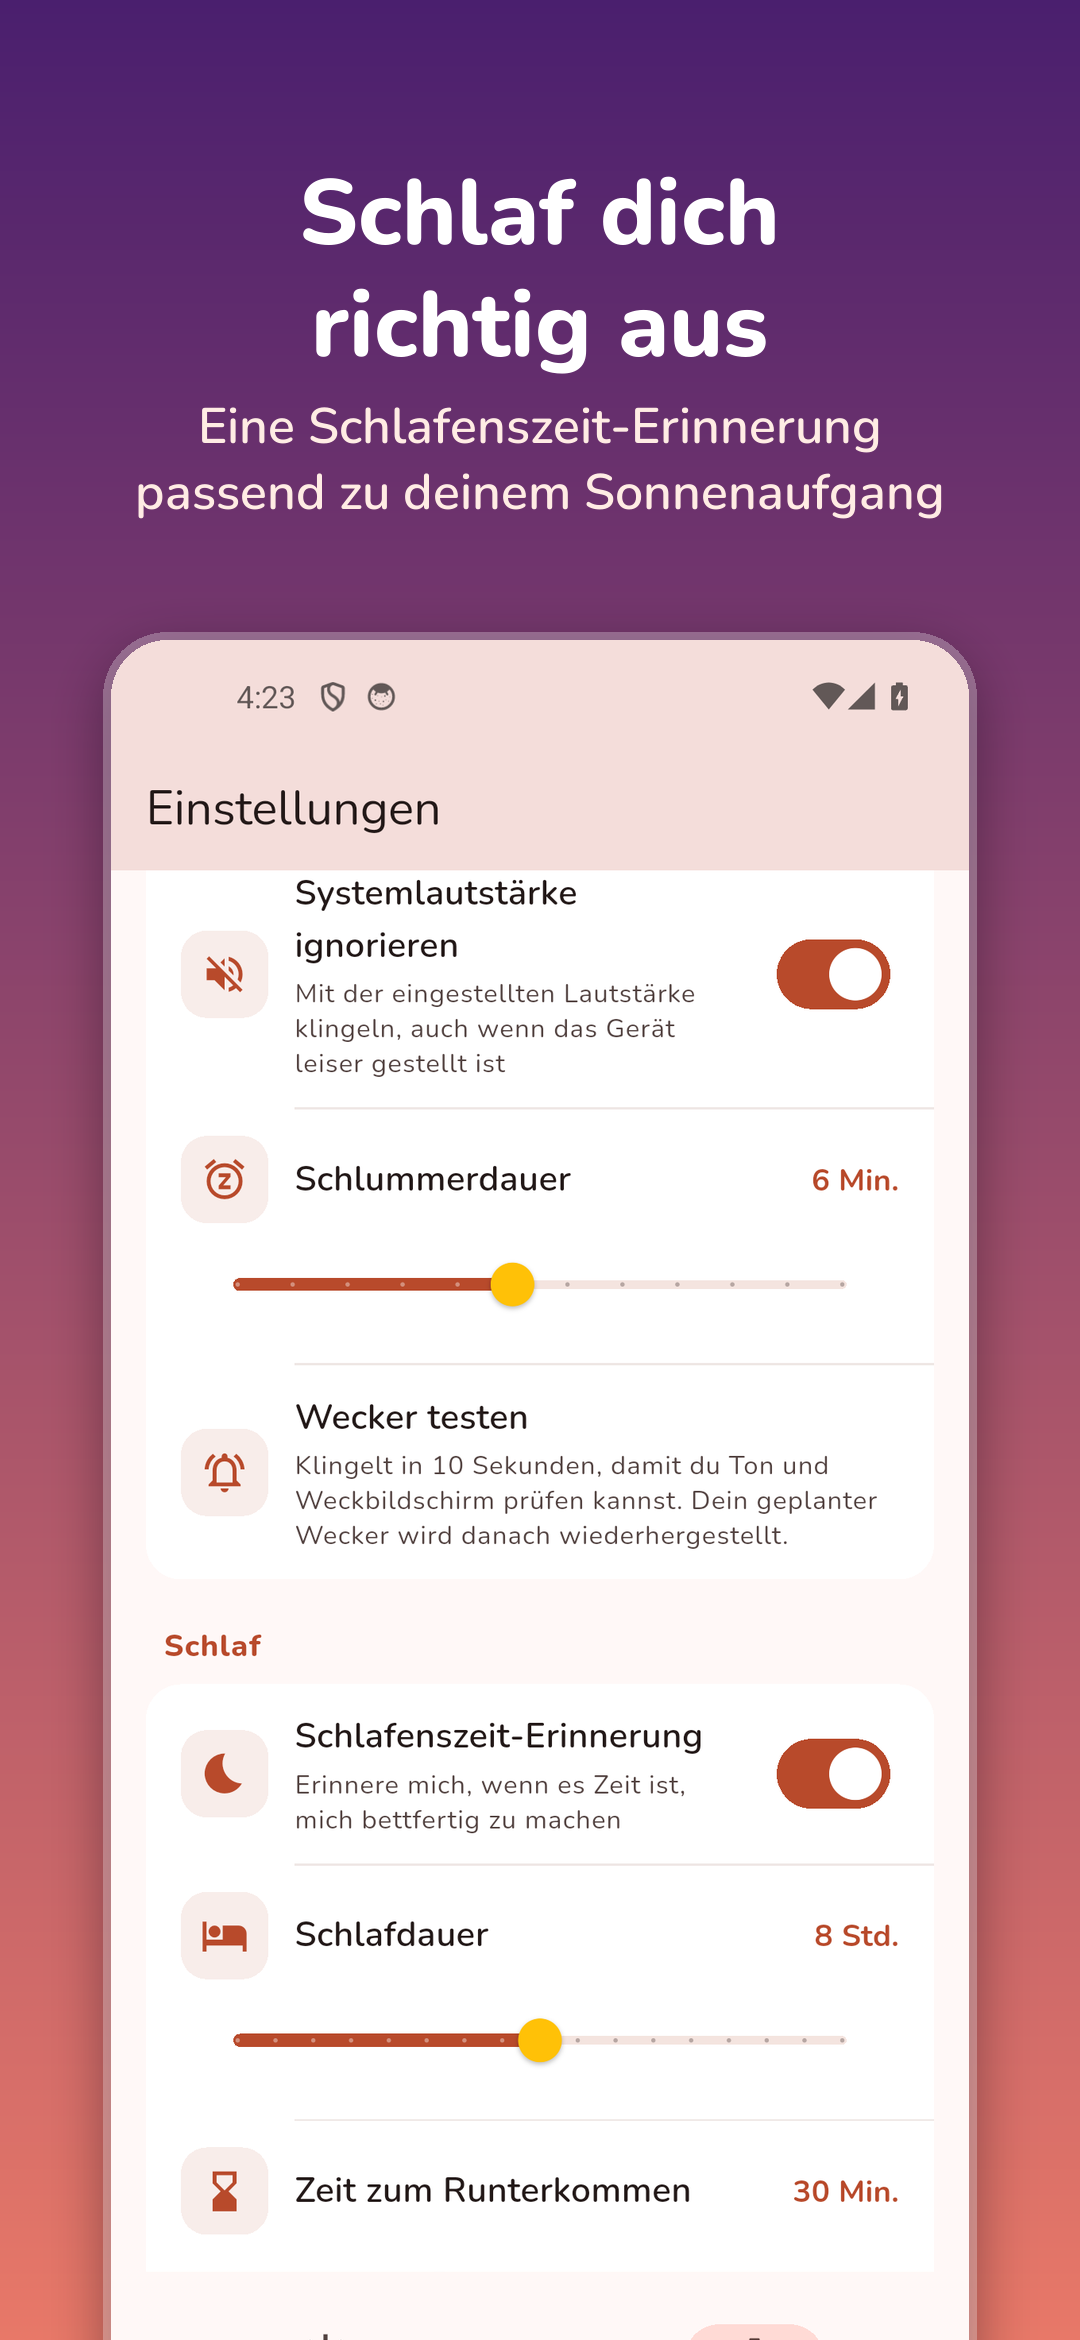 Schlaf dich
richtig aus
Eine Schlafenszeit-Erinnerung
passend zu deinem Sonnenaufgang
4:23
Einstellungen
Systemlautstärke
ignorieren
Mit der eingestellten Lautstärke
klingeln, auch wenn das Gerät
leiser gestellt ist
Schlummerdauer
6 Min.
Wecker testen
Klingelt in 10 Sekunden, damit du Ton und
Weckbildschirm prüfen kannst. Dein geplanter
Wecker wird danach wiederhergestellt.
Schlaf
Schlafenszeit-Erinnerung
Erinnere mich, wenn es Zeit ist,
mich bettfertig zu machen
Schlafdauer
8 Std.
Zeit zum Runterkommen
30 Min.